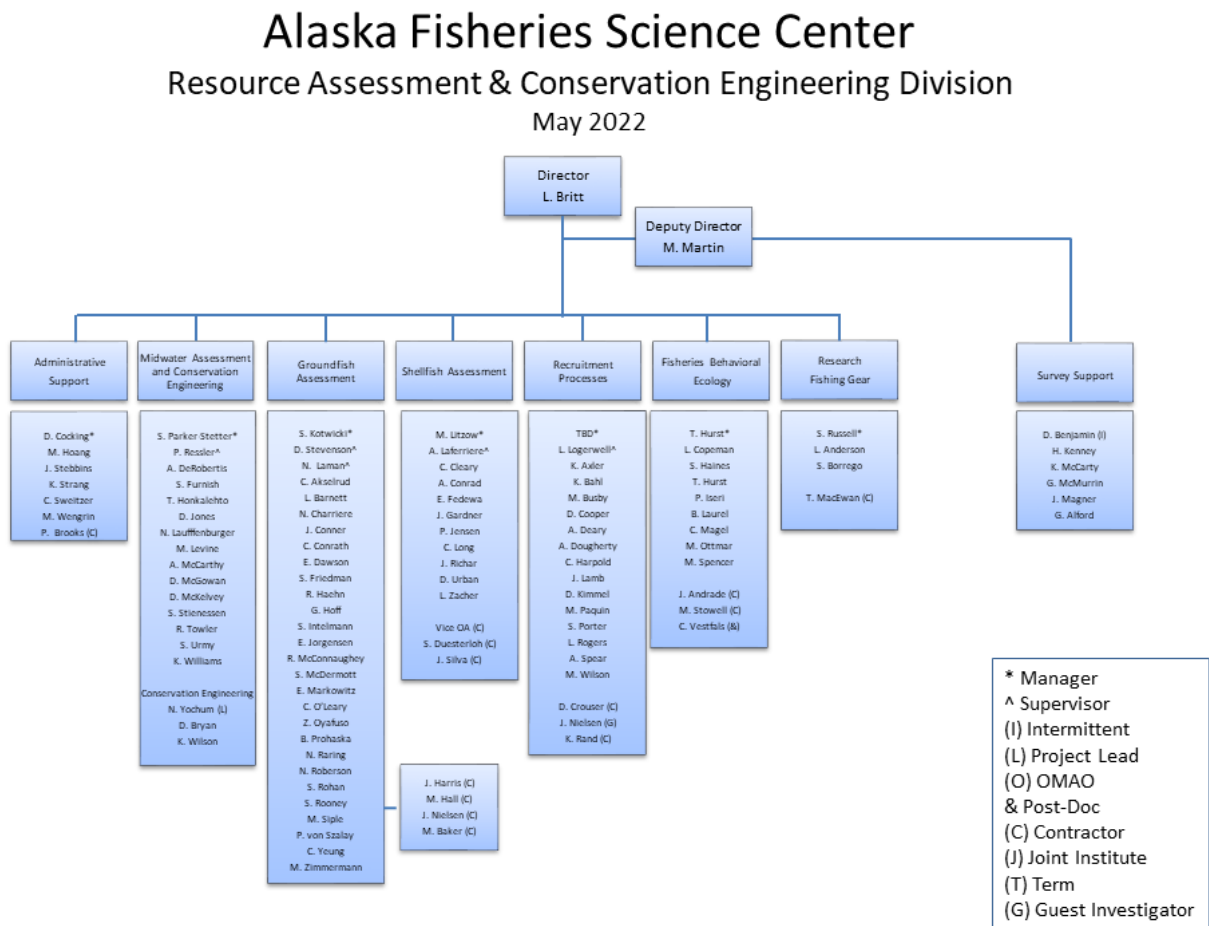 Alaska Fisheries Science Center
Resource Assessment & Conservation Engineering Division
May 2022
Director
L. Britt
Deputy Director
M. Martin
Administrative
Support
Midwater Assessment
and Conservation
Engineering
Groundfish
Assessment
Shellfish Assessment
Recruitment
Processes
Fisheries Behavioral
Ecology
Research
Fishing Gear
Survey Support
D. Cocking*
M. Hoang
J. Stebbins
K. Strang
C. Sweitzer
M. Wengrin
P. Brooks (C)
S. Parker Stetter*
P. Ressler^
A. DeRobertis
S. Furnish
T. Honkalehto
D. Jones
N. Laufffenburger
M. Levine
A. McCarthy
D. McGowan
D. McKelvey
S. Stienessen
R. Towler
S. Urmy
K. Williams
Conservation Engineering
N. Yochum (L)
D. Bryan
K. Wilson
S. Kotwicki*
D. Stevenson^
N. Laman^
C. Akselrud
L. Barnett
N. Charriere
J. Conner
C. Conrath
E. Dawson
S. Friedman
R. Haehn
G. Hoff
S. Intelmann
E. Jorgensen
R. McConnaughey
S. McDermott
E. Markowitz
C. O'Leary
Z. Oyafuso
B. Prohaska
N. Raring
N. Roberson
S. Rohan
S. Rooney
M. Siple
P. von Szalay
C. Yeung
M. Zimmermann
M. Litzow*
A. Laferriere^
C. Cleary
A. Conrad
E. Fedewa
J. Gardner
P. Jensen
C. Long
J. Richar
D. Urban
L. Zacher
Vice OA (C)
S. Duesterloh (C)
J. Silva (C)
J. Harris (C)
M. Hall (C)
J. Nielsen (C)
M. Baker (C)
TBD*
L. Logerwell^
K. Axler
K. Bahl
M. Busby
D. Cooper
A. Deary
A. Dougherty
C. Harpold
J. Lamb
D. Kimmel
M. Paquin
S. Porter
L. Rogers
A. Spear
M. Wilson
D. Crouser (C)
J. Nielsen (G)
K. Rand (C)
T. Hurst*
L. Copeman
S. Haines
T. Hurst
P. Iseri
B. Laurel
C. Magel
M. Ottmar
M. Spencer
J. Andrade (C)
M. Stowell (C)
C. Vestfals (&)
S. Russell*
L. Anderson
S. Borrego
T. MacEwan (C)
D. Benjamin (I)
H. Kenney
K. McCarty
G. McMurrin
J. Magner
G. Alford
* Manager
^ Supervisor
(I) Intermittent
(L) Project Lead
(O) OMAO
& Post-Doc
(C) Contractor
(J) Joint Institute
(T) Term
(G) Guest Investigator